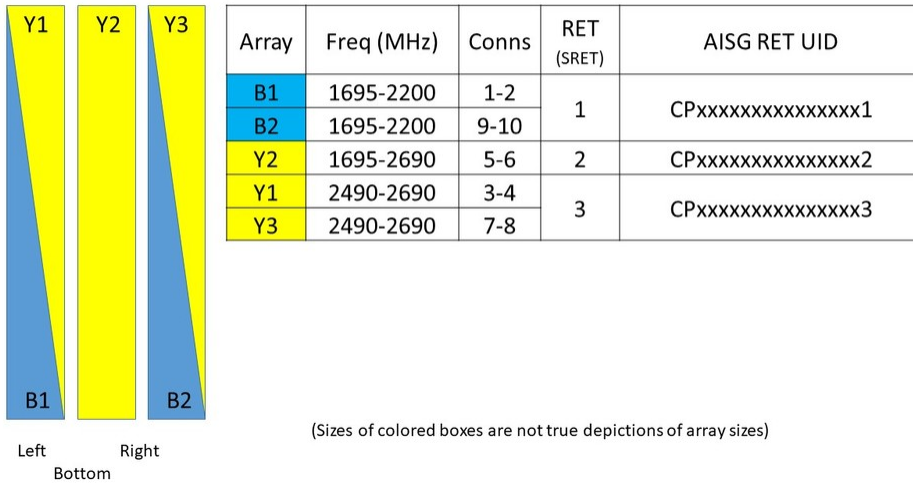 Y1 Y2 Y3
B1 B2
Left Right
Bottom
Array Freq (MHz) Conns RET (SRET) AISG RET UID
B1 1695-2200 1-2 1 CPxxxxxxxxxxxxxxx1
B2 1695-2200 9-10
Y2 1695-2690 5-6 2 CPxxxxxxxxxxxxxxx2
Y1 2490-2690 3-4 3 CPxxxxxxxxxxxxxxx3
Y3 2490-2690 7-8
(Sizes of colored boxes are not true depictions of array sizes)